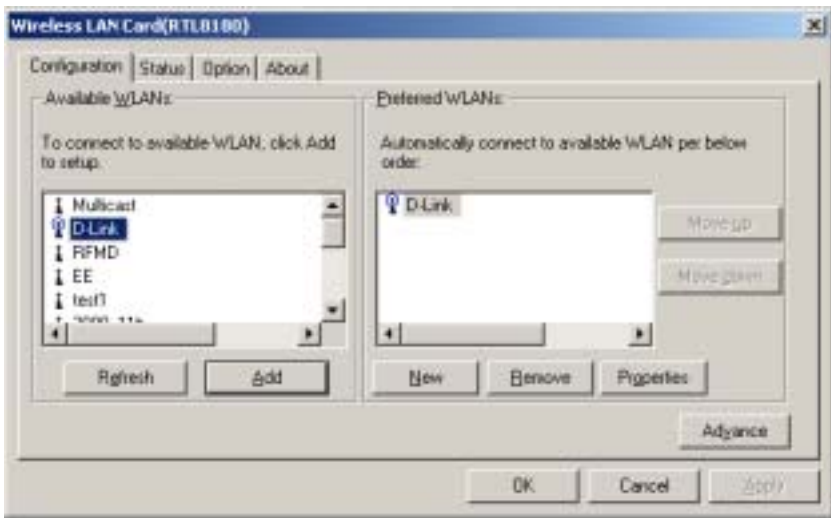 Wireless LAN Card(RTL8180)
Configuration Status Option About
Available WLANs:
To connect to available WLAN, click Add
to setup.
Multicast
D-Link
RFMD
EE
test1
Refresh
Add
Preferred WLANs:
Automatically connect to available WLAN per below
order:
D-Link
Move up
Move down
New
Remove
Properties
Advance
OK
Cancel
Apply